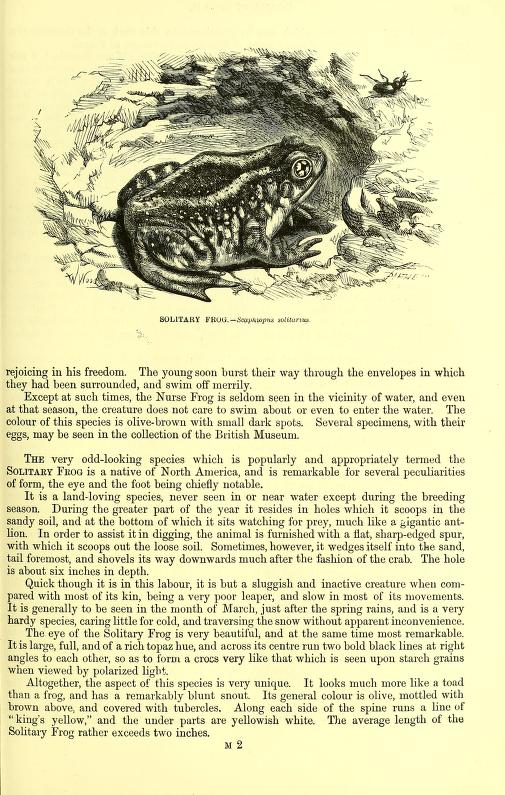 SOLITARY FROG.—Scaphiopus solitarius.
rejoicing in his freedom. The young soon burst their way through the envelopes in which
they had been surrounded, and swim off merrily.
Except at such times, the Nurse Frog is seldom seen in the vicinity of water, and even
at that season, the creature does not care to swim about or even to enter the water. The
colour of this species is olive-brown with small dark spots. Several specimens, with their
eggs, may be seen in the collection of the British Museum.
THE very odd-looking species which is popularly and appropriately termed the
SOLITARY FROG is a native of North America, and is remarkable for several peculiarities
of form, the eye and the foot being chiefly notable.
It is a land-loving species, never seen in or near water except during the breeding
season. During the greater part of the year it resides in holes which it scoops in the
sandy soil, and at the bottom of which it sits watching for prey, much like a gigantic ant-
lion. In order to assist it in digging, the animal is furnished with a flat, sharp-edged spur,
with which it scoops out the loose soil. Sometimes, however, it wedges itself into the sand,
tail foremost, and shovels its way downwards much after the fashion of the crab. The hole
is about six inches in depth.
Quick though it is in this labour, it is but a sluggish and inactive creature when com-
pared with most of its kin, being a very poor leaper, and slow in most of its movements.
It is generally to be seen in the month of March, just after the spring rains, and is a very
hardy species, caring little for cold, and traversing the snow without apparent inconvenience.
The eye of the Solitary Frog is very beautiful, and at the same time most remarkable.
It is large, full, and of a rich topaz hue, and across its centre run two bold black lines at right
angles to each other, so as to form a cross very like that which is seen upon starch grains
when viewed by polarized light.
Altogether, the aspect of this species is very unique. It looks much more like a toad
than a frog, and has a remarkably blunt snout. Its general colour is olive, mottled with
brown above, and covered with tubercles. Along each side of the spine runs a line of
"king's yellow," and the under parts are yellowish white. The average length of the
Solitary Frog rather exceeds two inches.
M 2